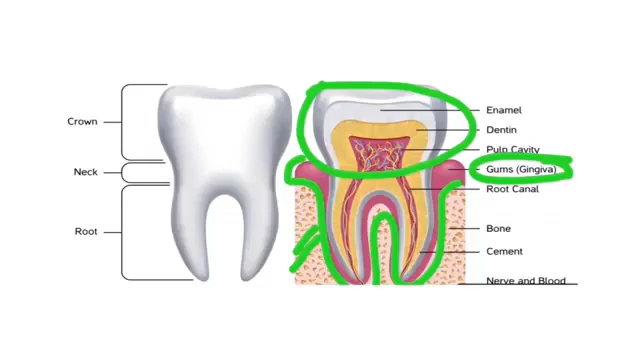 Crown
Neck
Root
Enamel
Dentin
Pulp Cavity
Gums (Gingiva)
Root Canal
Bone
Cement
Nerve and Blood